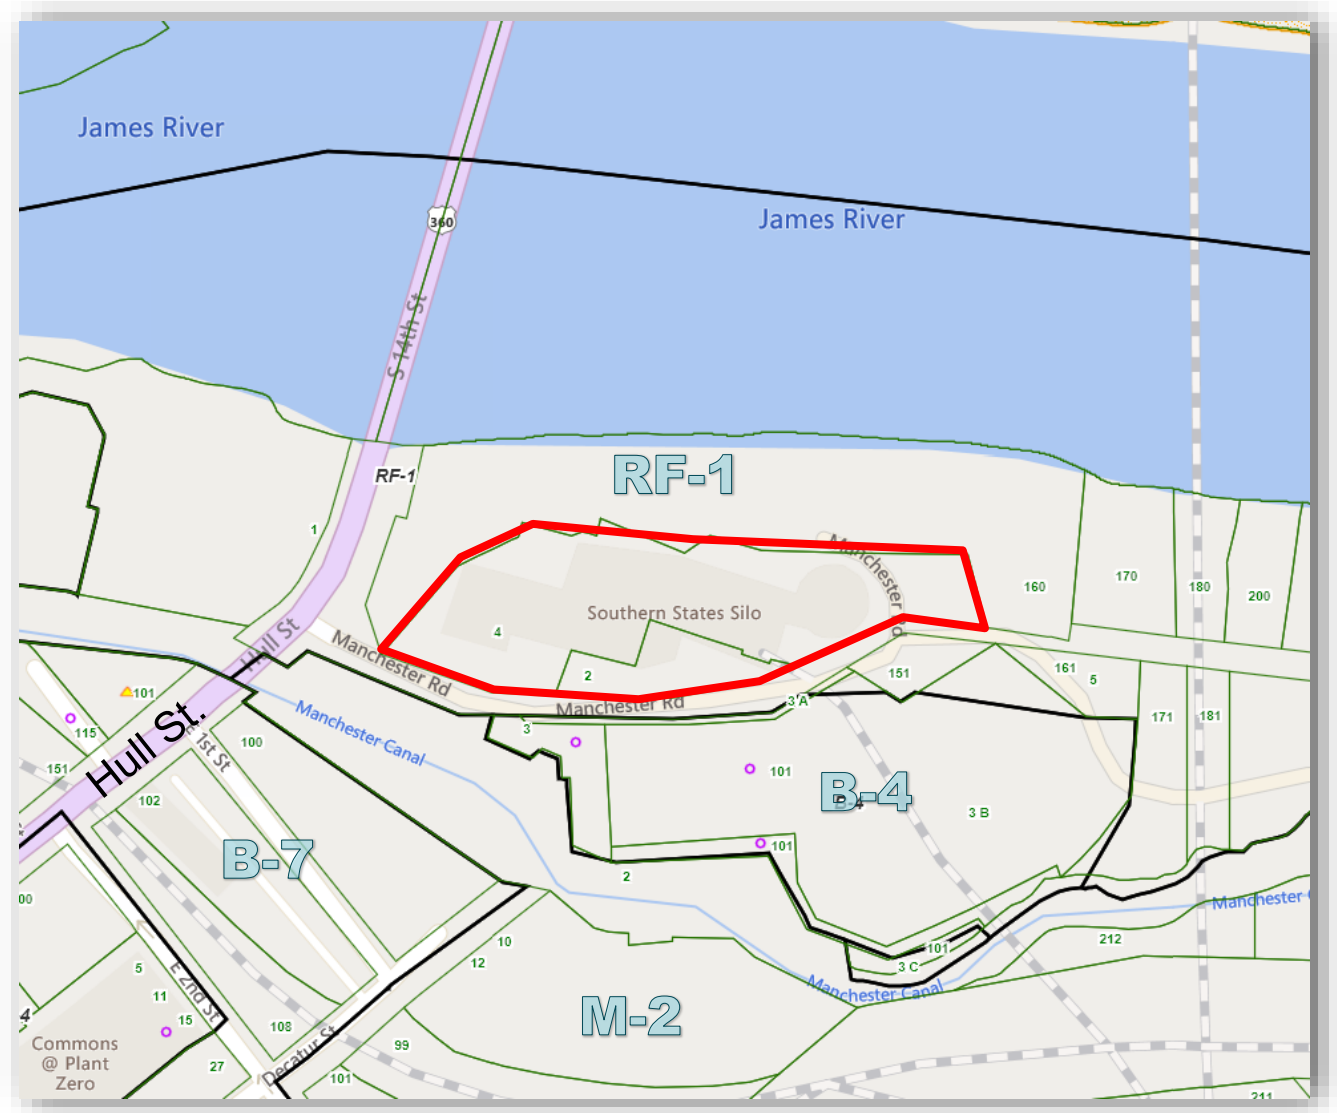 James River
James River
360
S 14th St
RF-1
RF-1
1
Manchester Rd
160
170
180
200
Southern States Silo
4
2
Hull St
Manchester Rd
Manchester Rd
3 A
151
161
5
171
181
101
115
151
Hull St.
E 1st St
100
Manchester Canal
3
101
B-4
B-4
3 B
102
B-7
101
2
00
Manchester
101
3 C
212
Manchester Canal
10
12
5
11
15
E 2nd St
M-2
4
108
Decatur St
99
Commons
@ Plant
Zero
27
101
211